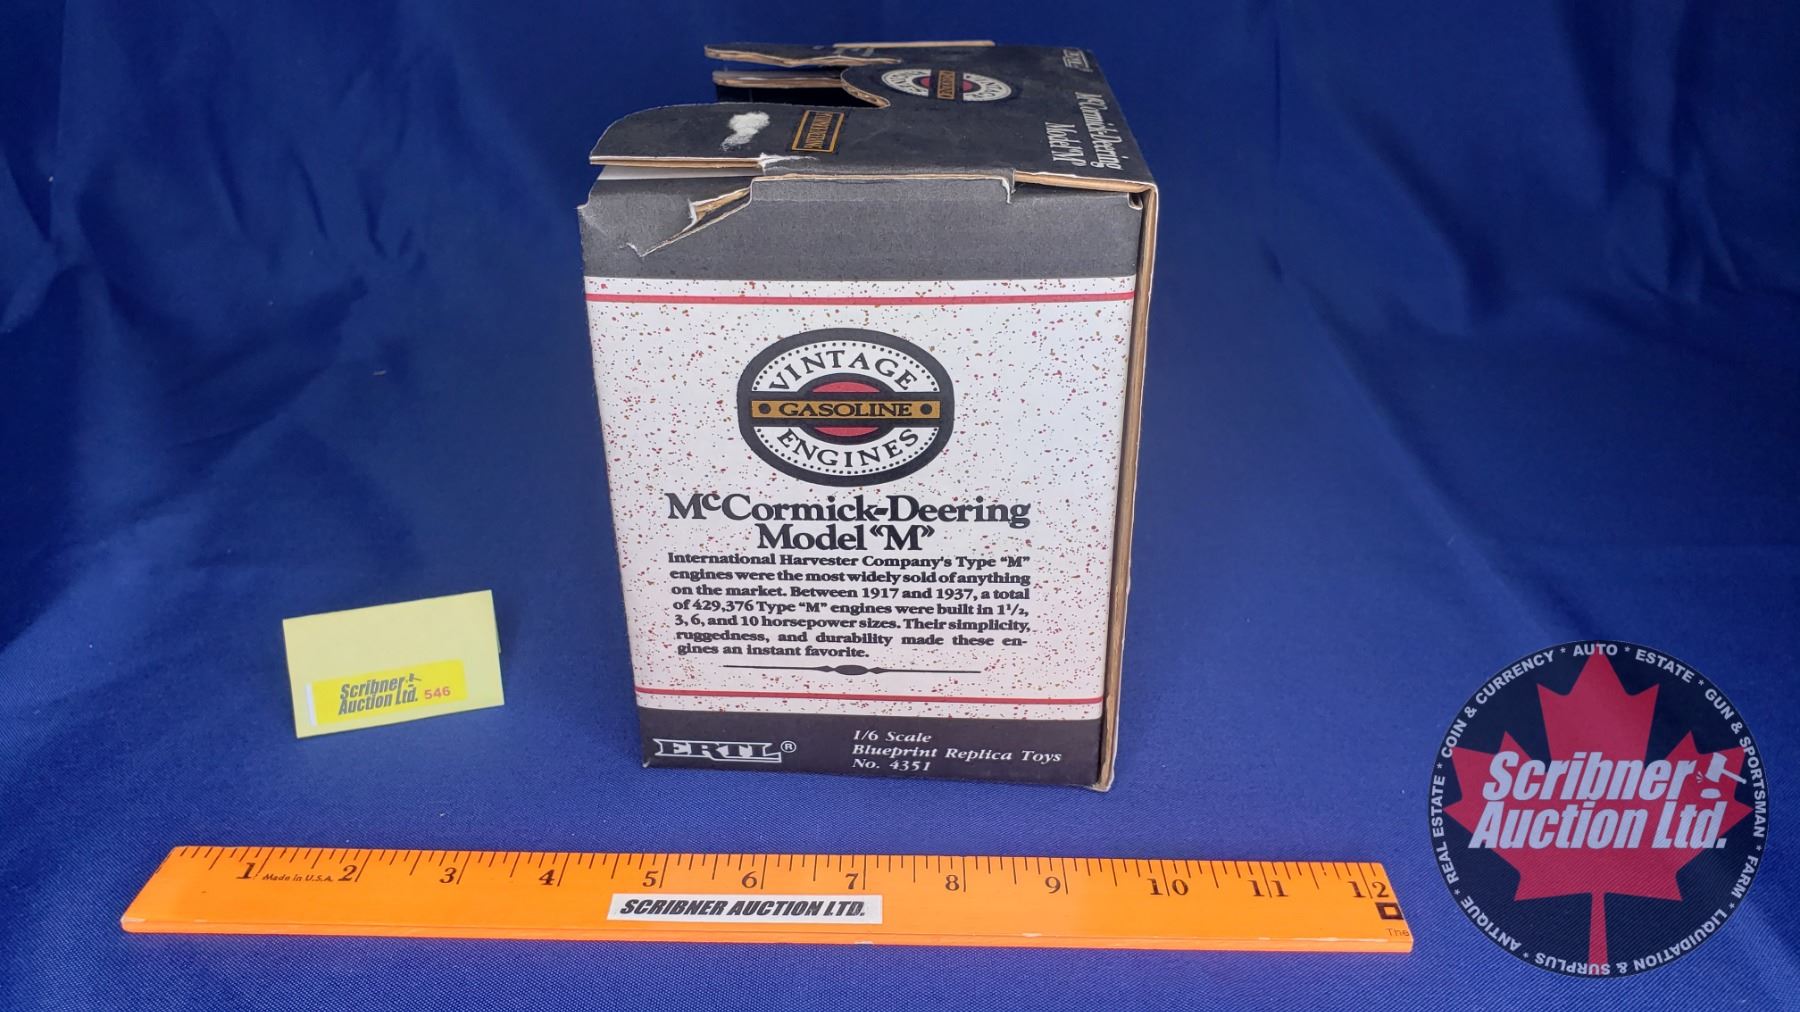 ERTL
McCormick-Deering
Model "M"
VINTAGE
GASOLINE
ENGINES
McCormick-Deering
Model "M"
International Harvester Company's Type "M"
engines were the most widely sold of anything
on the market. Between 1917 and 1937, a total
of 429,376 Type "M" engines were built in 1 1/2,
3, 6, and 10 horsepower sizes. Their simplicity,
ruggedness, and durability made these en-
gines an instant favorite.
ERTL®
1/6 Scale
Blueprint Replica Toys
No. 4351
Scribner
Auction Ltd. 546
1 Made in U.S.A. 2 3 4 5 6 7 8 9 10 11 12
SCRIBNER AUCTION LTD.
The
* COIN & CURRENCY * AUTO * ESTATE * GUN & SPORTSMAN * FARM * LIQUIDATION & SURPLUS * ANTIQUE * REAL ESTATE
Scribner
Auction Ltd.